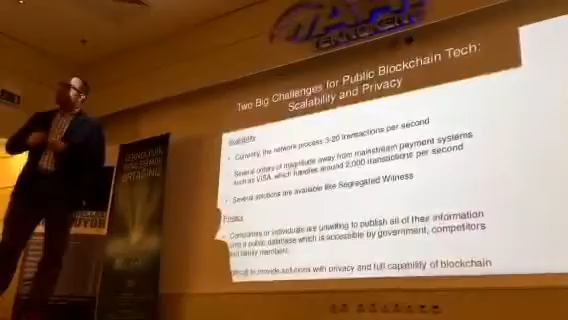 TEKNOKENT
Two Big Challenges for Public Blockchain Tech:
Scalability and Privacy
Scalability
• Currently, the network process 3-20 transactions per second
• Several orders of magnitude away from mainstream payment systems
such as VISA, which handles around 2,000 transactions per second
• Several solutions are available like Segregated Witness
Privacy
• Companies or individuals are unwilling to publish all of their information
onto a public database which is accessible by government, competitors
and family members
to provide solutions with privacy and full capability of blockchain